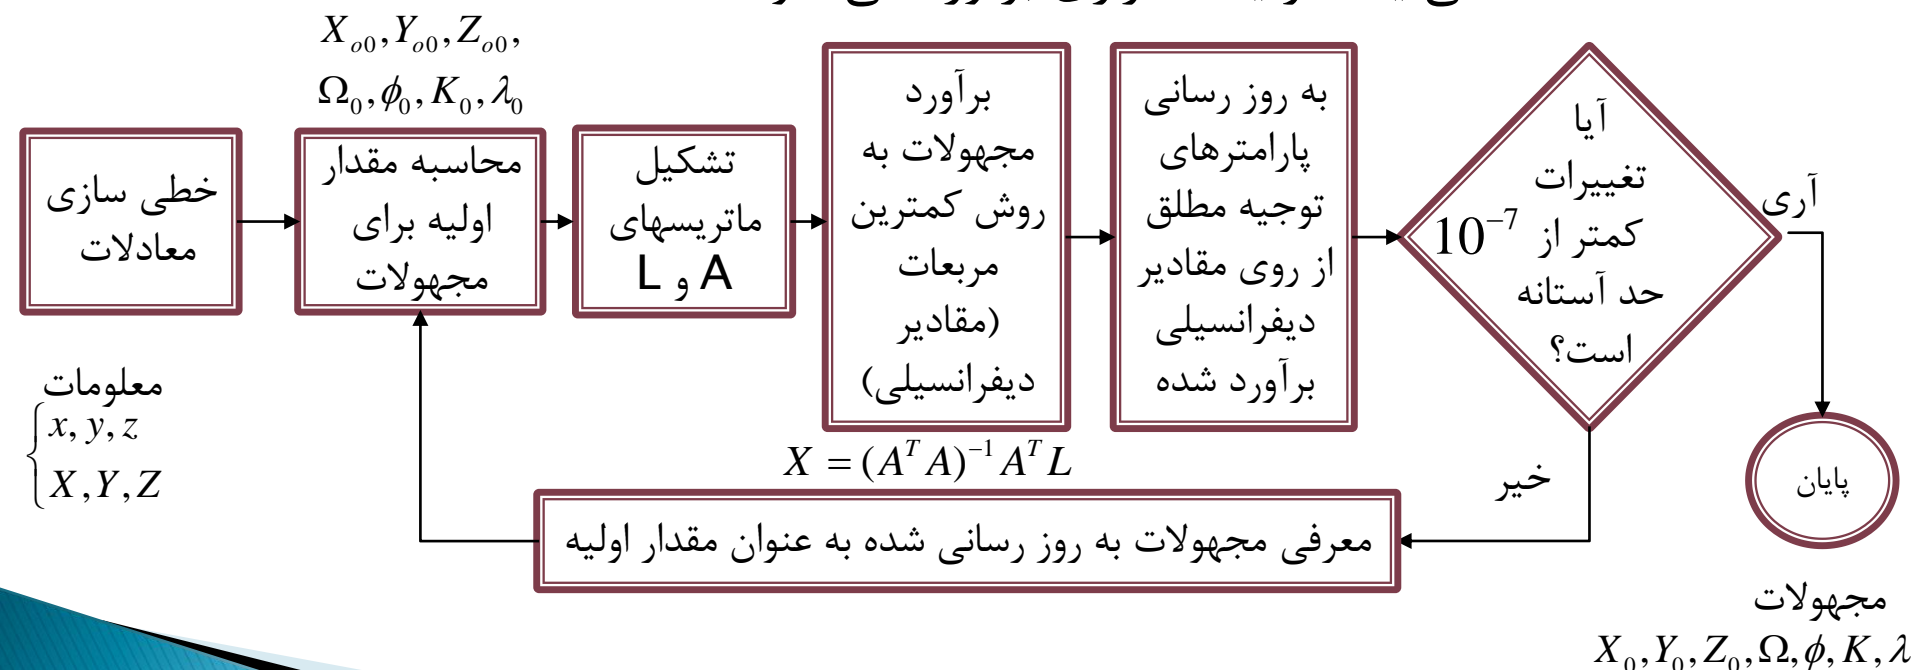 X_{o0}, Y_{o0}, Z_{o0},
Ω_0, ϕ_0, K_0, λ_0
خطی سازی
معادلات
محاسبه مقدار
اولیه برای
مجهولات
تشکیل
ماتریسهای
A و L
برآورد
مجهولات به
روش کمترین
مربعات
(مقادیر
دیفرانسیلی)
به روز رسانی
پارامترهای
توجیه مطلق
از روی مقادیر
دیفرانسیلی
برآورد شده
آیا
تغییرات
کمتر از 10^{-7}
حد آستانه
است؟
آری
معلومات
x, y, z
X, Y, Z
X = (A^T A)^{-1} A^T L
خیر
پایان
معرفی مجهولات به روز رسانی شده به عنوان مقدار اولیه
مجهولات
X_0, Y_0, Z_0, Ω, ϕ, K, λ